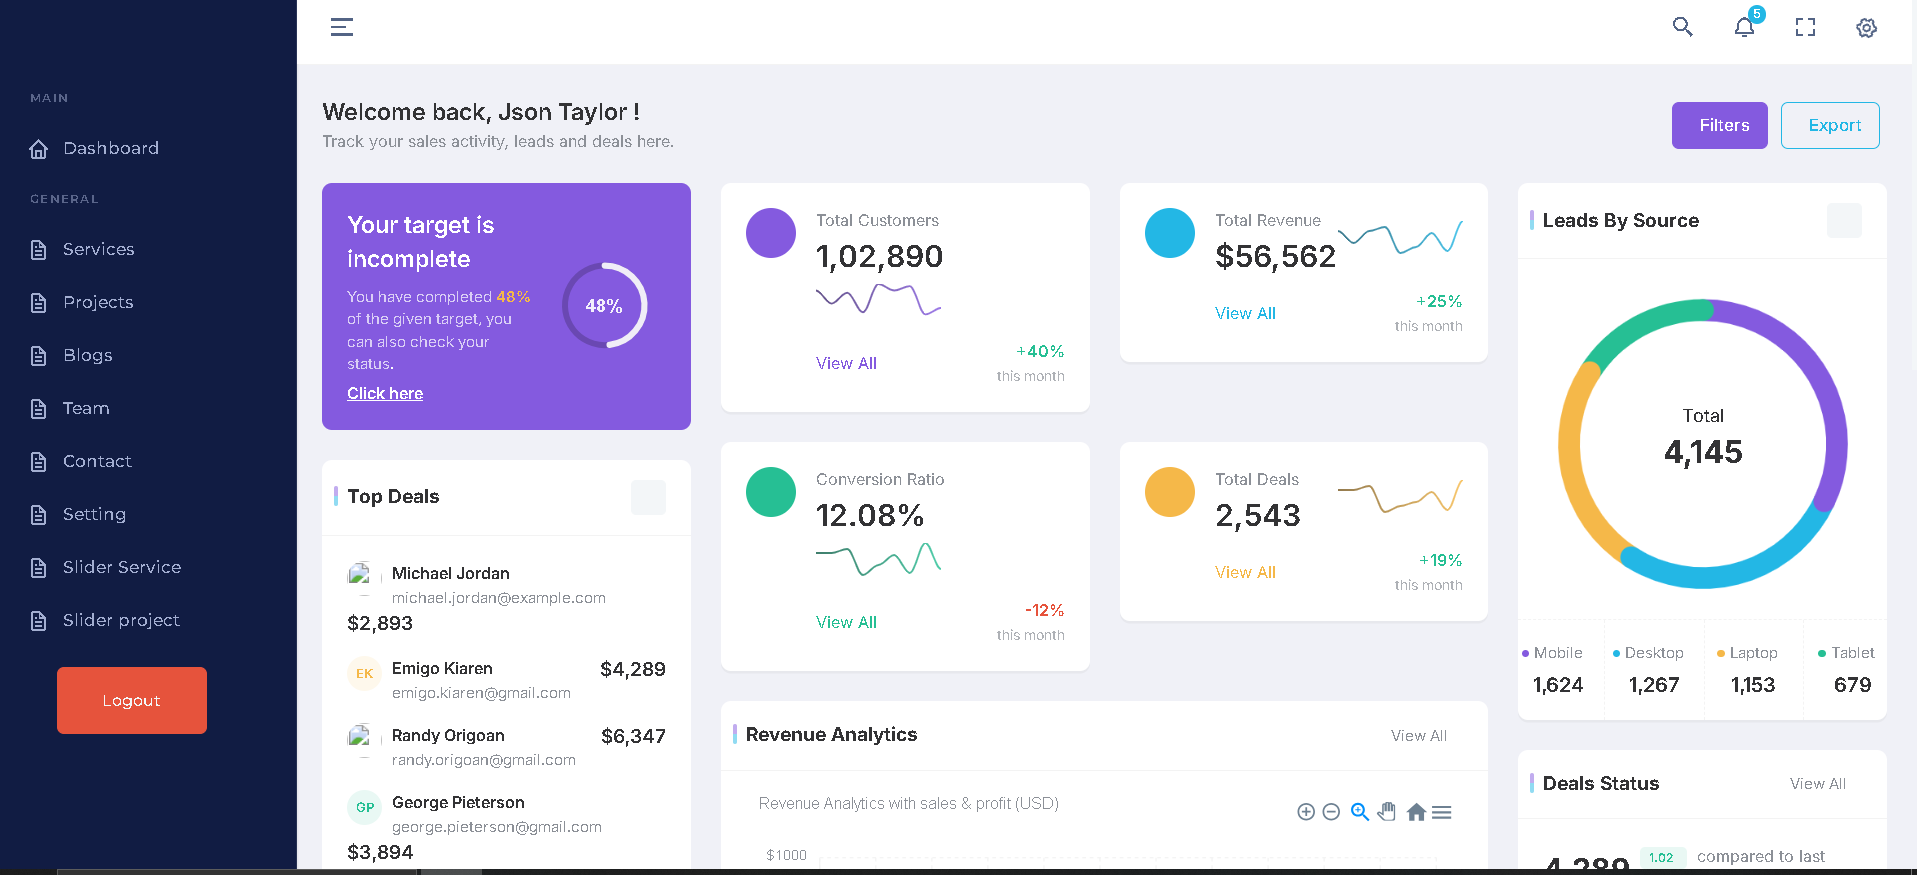 MAIN
Dashboard
GENERAL
Services
Projects
Blogs
Team
Contact
Setting
Slider Service
Slider project
Logout
5
Welcome back, Json Taylor !
Track your sales activity, leads and deals here.
Filters
Export
Your target is
incomplete
You have completed 48%
of the given target, you
can also check your
status.
Click here
48%
Total Customers
1,02,890
View All
+40%
this month
Total Revenue
$56,562
View All
+25%
this month
Conversion Ratio
12.08%
View All
-12%
this month
Total Deals
2,543
View All
+19%
this month
Leads By Source
Total
4,145
Mobile
1,624
Desktop
1,267
Laptop
1,153
Tablet
679
Top Deals
Michael Jordan
michael.jordan@example.com
$2,893
EK
Emigo Kiaren
emigo.kiaren@gmail.com
$4,289
Randy Origoan
randy.origoan@gmail.com
$6,347
GP
George Pieterson
george.pieterson@gmail.com
$3,894
Revenue Analytics
View All
Revenue Analytics with sales & profit (USD)
$1000
Deals Status
View All
4,289
1.02
compared to last